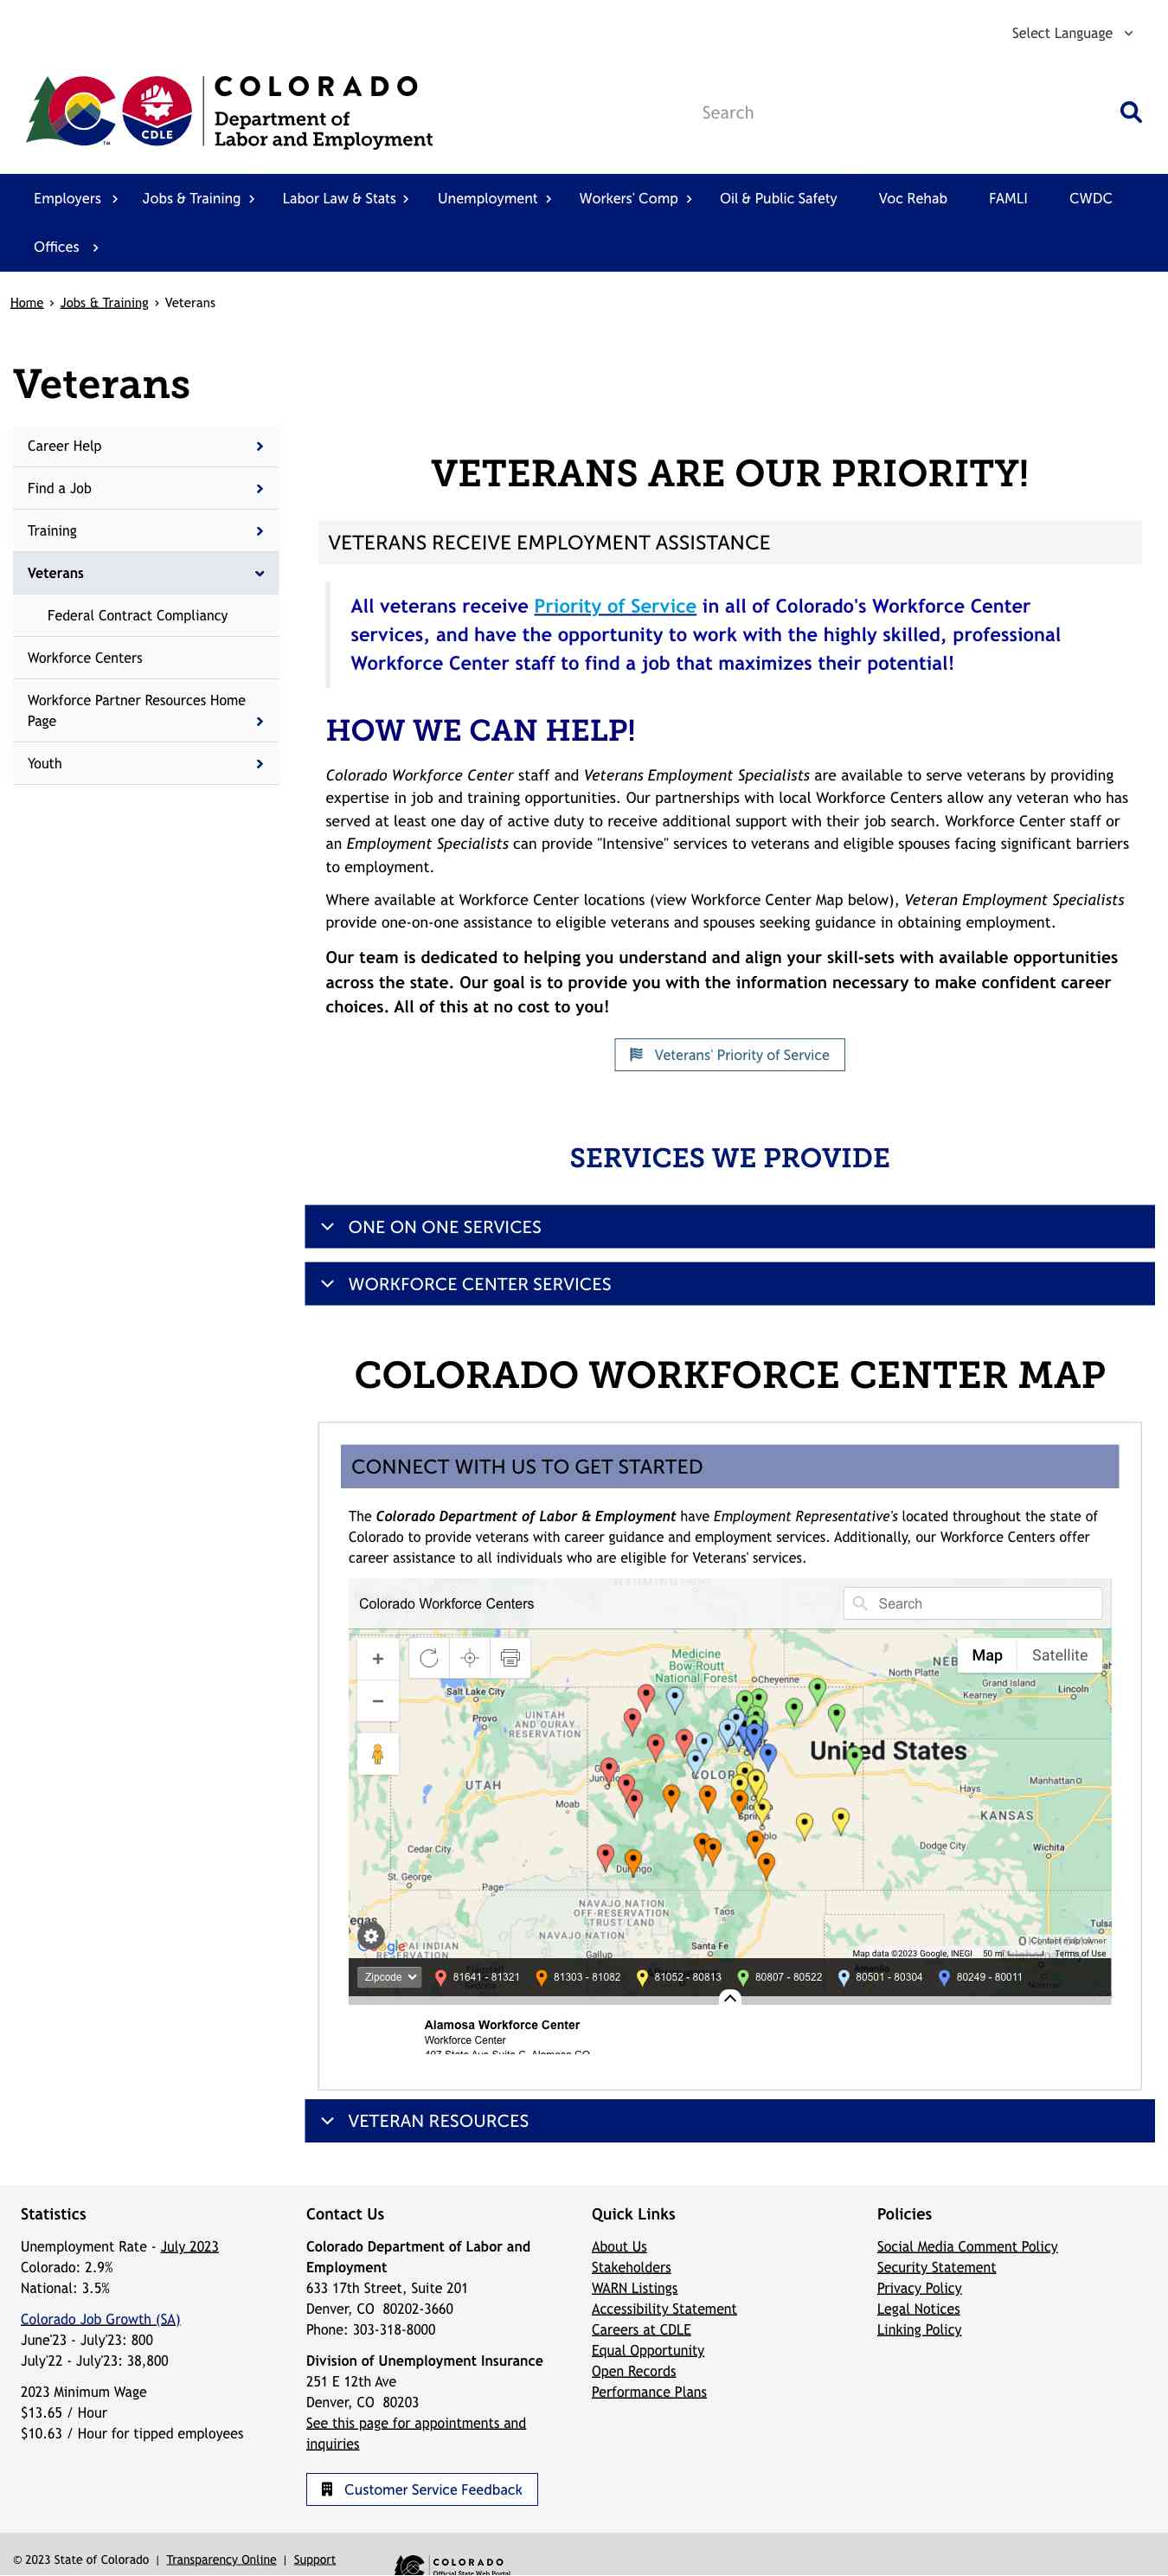 Select Language
COLORADO
Department of
Labor and Employment
CDLE
TM
Search
Employers
Jobs & Training
Labor Law & Stats
Unemployment
Workers' Comp
Oil & Public Safety
Voc Rehab
FAMLI
CWDC
Offices
Home › Jobs & Training › Veterans
Veterans
Career Help
Find a Job
Training
Veterans
Federal Contract Compliancy
Workforce Centers
Workforce Partner Resources Home
Page
Youth
VETERANS ARE OUR PRIORITY!
VETERANS RECEIVE EMPLOYMENT ASSISTANCE
All veterans receive Priority of Service in all of Colorado's Workforce Center
services, and have the opportunity to work with the highly skilled, professional
Workforce Center staff to find a job that maximizes their potential!
HOW WE CAN HELP!
Colorado Workforce Center staff and Veterans Employment Specialists are available to serve veterans by providing
expertise in job and training opportunities. Our partnerships with local Workforce Centers allow any veteran who has
served at least one day of active duty to receive additional support with their job search. Workforce Center staff or
an Employment Specialists can provide "Intensive" services to veterans and eligible spouses facing significant barriers
to employment.
Where available at Workforce Center locations (view Workforce Center Map below), Veteran Employment Specialists
provide one-on-one assistance to eligible veterans and spouses seeking guidance in obtaining employment.
Our team is dedicated to helping you understand and align your skill-sets with available opportunities
across the state. Our goal is to provide you with the information necessary to make confident career
choices. All of this at no cost to you!
Veterans' Priority of Service
SERVICES WE PROVIDE
ONE ON ONE SERVICES
WORKFORCE CENTER SERVICES
COLORADO WORKFORCE CENTER MAP
CONNECT WITH US TO GET STARTED
The Colorado Department of Labor & Employment have Employment Representative's located throughout the state of
Colorado to provide veterans with career guidance and employment services. Additionally, our Workforce Centers offer
career assistance to all individuals who are eligible for Veterans' services.
Colorado Workforce Centers
Search
Map
Satellite
Medicine
Bow-Routt
National Forest
Cheyenne
North Platte
NEB
Grand Island
Kearney
Lincoln
Salt Lake City
Provo
UINTAH
AND OURAY
RESERVATION
United States
UTAH
Moab
Hays
Manhattan
KANSAS
Cedar City
Dodge City
Wichita
St. George
Page
Durango
NAVAJO NATION
OFF-RESERVATION
TRUST LAND
NAVAJO NATION
Taos
Tulsa
egas
Santa Fe
Gallup
AI INDIAN
RESERVATION
Google
Map data ©2023 Google, INEGI
50 mi
Terms of Use
Contact map owner
Zipcode
81641 - 81321
81303 - 81082
81052 - 80813
80807 - 80522
80501 - 80304
80249 - 80011
Alamosa Workforce Center
Workforce Center
VETERAN RESOURCES
Statistics
Unemployment Rate - July 2023
Colorado: 2.9%
National: 3.5%
Colorado Job Growth (SA)
June'23 - July'23: 800
July'22 - July'23: 38,800
2023 Minimum Wage
$13.65 / Hour
$10.63 / Hour for tipped employees
Contact Us
Colorado Department of Labor and
Employment
633 17th Street, Suite 201
Denver, CO  80202-3660
Phone: 303-318-8000
Division of Unemployment Insurance
251 E 12th Ave
Denver, CO  80203
See this page for appointments and
inquiries
Customer Service Feedback
Quick Links
About Us
Stakeholders
WARN Listings
Accessibility Statement
Careers at CDLE
Equal Opportunity
Open Records
Performance Plans
Policies
Social Media Comment Policy
Security Statement
Privacy Policy
Legal Notices
Linking Policy
© 2023 State of Colorado | Transparency Online | Support
COLORADO
Official State Web Portal